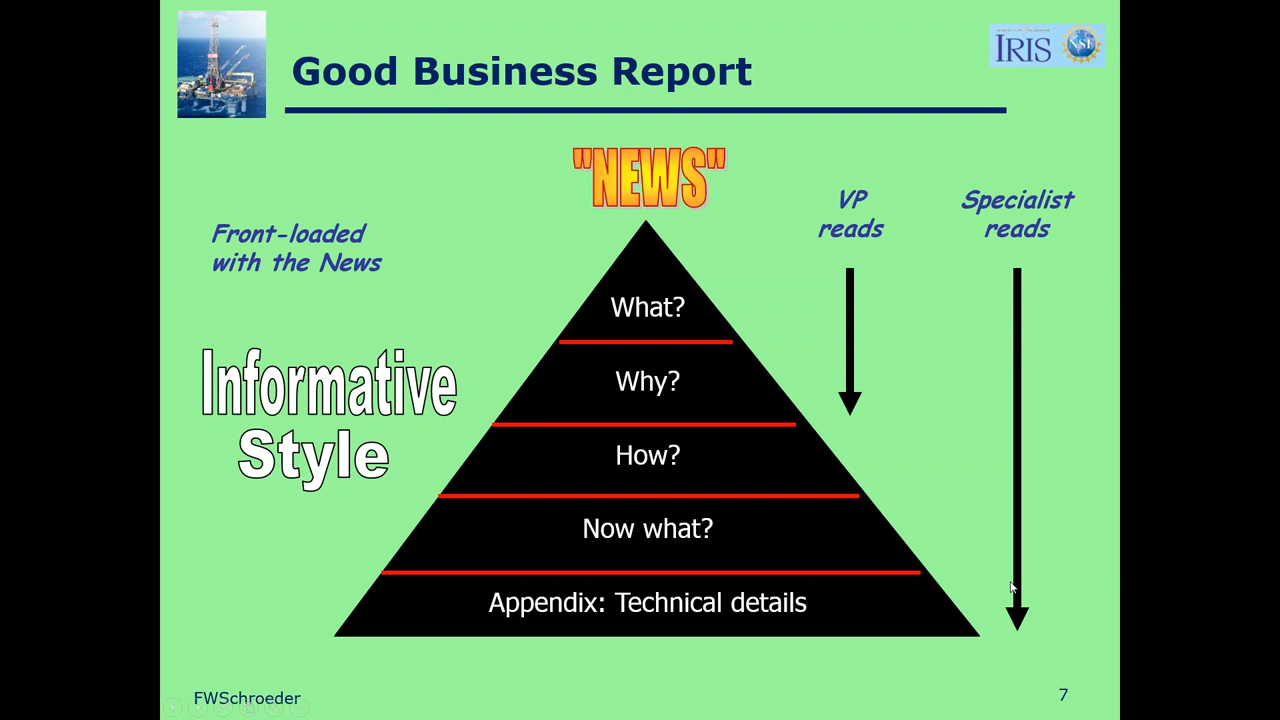 Good Business Report
IRIS
NSF
"NEWS"
Front-loaded
with the News
VP
reads
Specialist
reads
Informative
Style
What?
Why?
How?
Now what?
Appendix: Technical details
FWSchroeder
7